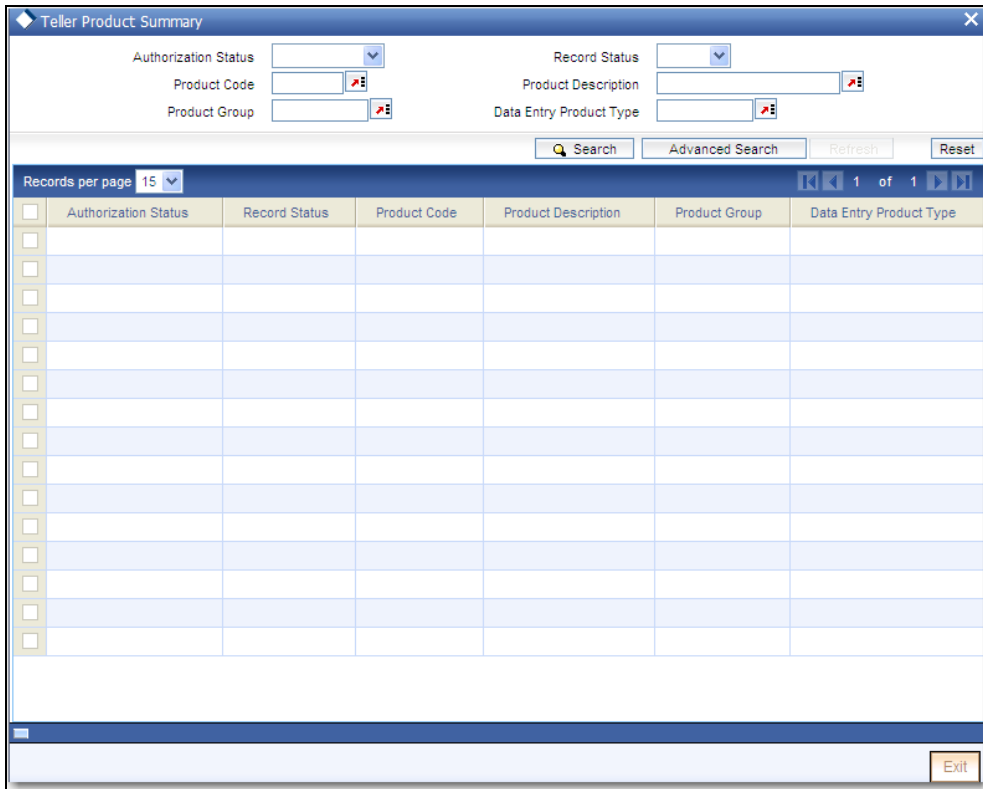 Teller Product Summary
Authorization Status Record Status
Product Code Product Description
Product Group Data Entry Product Type
Search Advanced Search Refresh Reset
Records per page 15 1 of 1
Authorization Status Record Status Product Code Product Description Product Group Data Entry Product Type
Exit